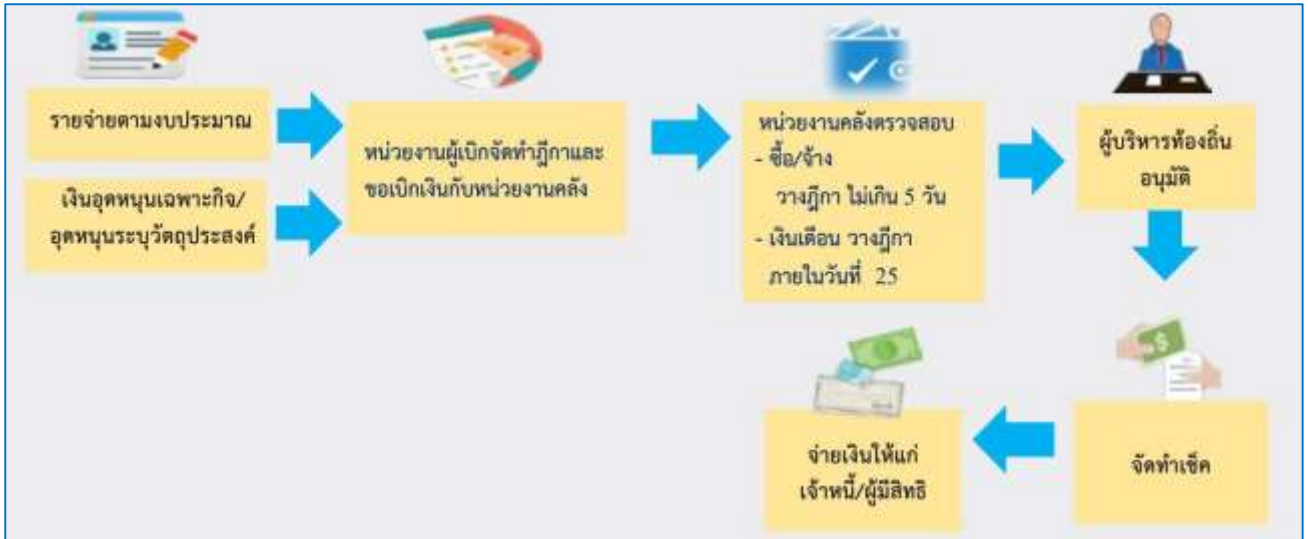 รายจ่ายตามงบประมาณ
เงินอุดหนุนเฉพาะกิจ/
อุดหนุนระบุวัตถุประสงค์
หน่วยงานผู้เบิกจัดทำฎีกาและ
ขอเบิกเงินกับหน่วยงานคลัง
หน่วยงานคลังตรวจสอบ
- ซื้อ/จ้าง
วางฎีกา ไม่เกิน 5 วัน
- เงินเดือน วางฎีกา
ภายในวันที่ 25
ผู้บริหารท้องถิ่น
อนุมัติ
จัดทำเช็ค
จ่ายเงินให้แก่
เจ้าหนี้/ผู้มีสิทธิ